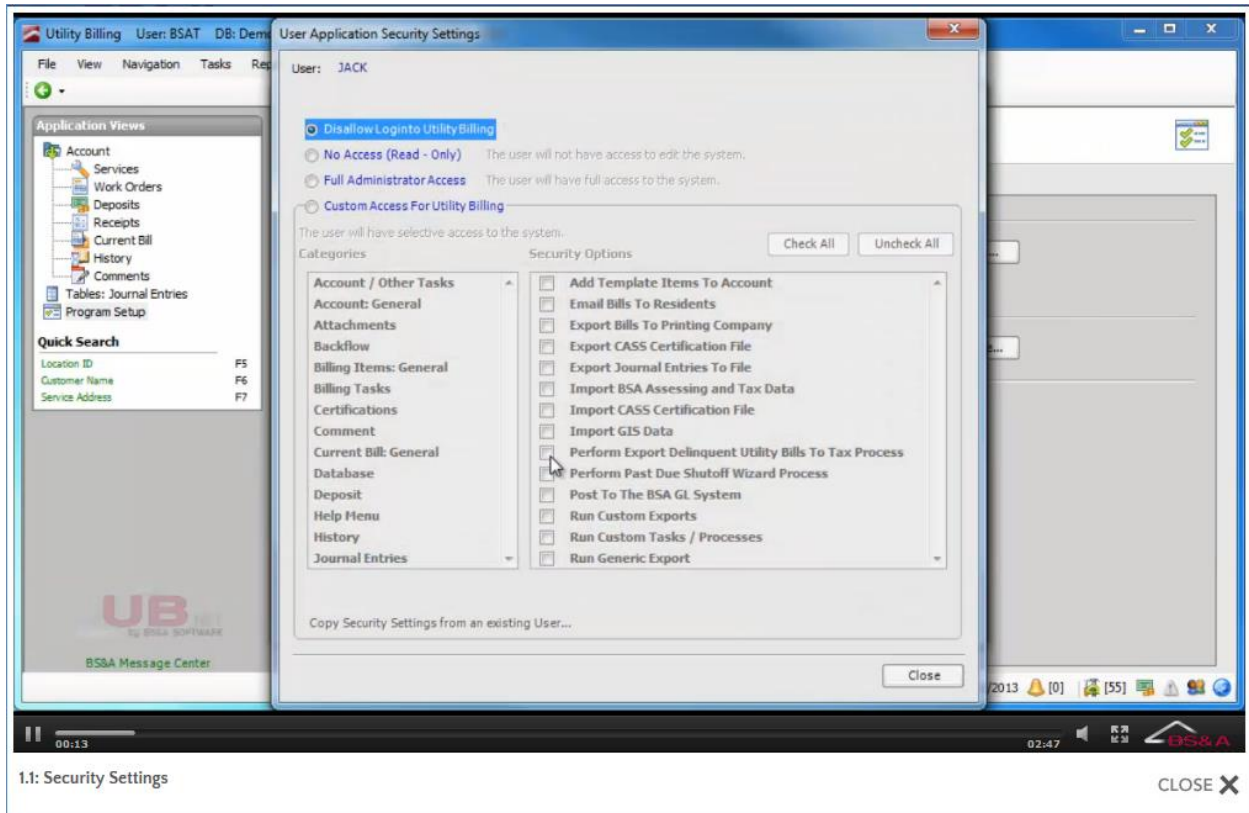 Utility Billing User: BSAT DB: Demo
User Application Security Settings
File View Navigation Tasks Rep
User: JACK
Application Views
Account
Services
Work Orders
Deposits
Receipts
Current Bill
History
Comments
Tables: Journal Entries
Program Setup
Quick Search
Location ID F5
Customer Name F6
Service Address F7
Disallow Loginto Utility Billing
No Access (Read - Only) The user will not have access to edit the system.
Full Administrator Access The user will have full access to the system.
Custom Access For Utility Billing
The user will have selective access to the system.
Check All Uncheck All
Categories Security Options
Account / Other Tasks
Account: General
Attachments
Backflow
Billing Items: General
Billing Tasks
Certifications
Comment
Current Bill: General
Database
Deposit
Help Menu
History
Journal Entries
Add Template Items To Account
Email Bills To Residents
Export Bills To Printing Company
Export CASS Certification File
Export Journal Entries To File
Import BSA Assessing and Tax Data
Import CASS Certification File
Import GIS Data
Perform Export Delinquent Utility Bills To Tax Process
Perform Past Due Shutoff Wizard Process
Post To The BSA GL System
Run Custom Exports
Run Custom Tasks / Processes
Run Generic Export
Copy Security Settings from an existing User...
Close
UB.NET
by BS&A SOFTWARE
BS&A Message Center
/2013 [0] [55]
00:13 02:47
BS&A
1.1: Security Settings
CLOSE X